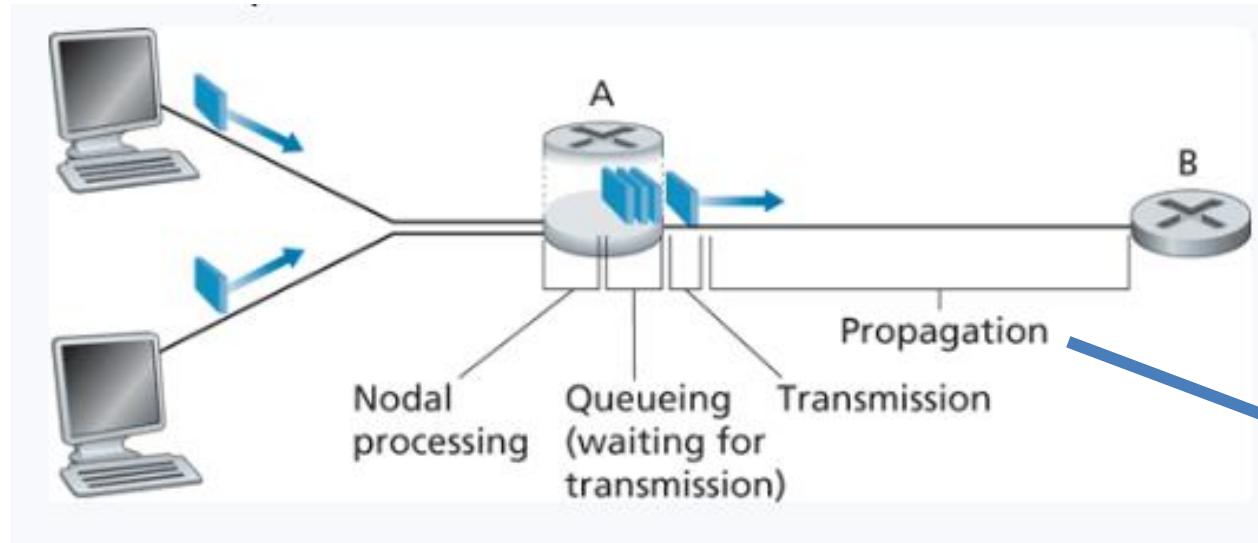 A
B
Propagation
Nodal
processing
Queueing
(waiting for
transmission)
Transmission